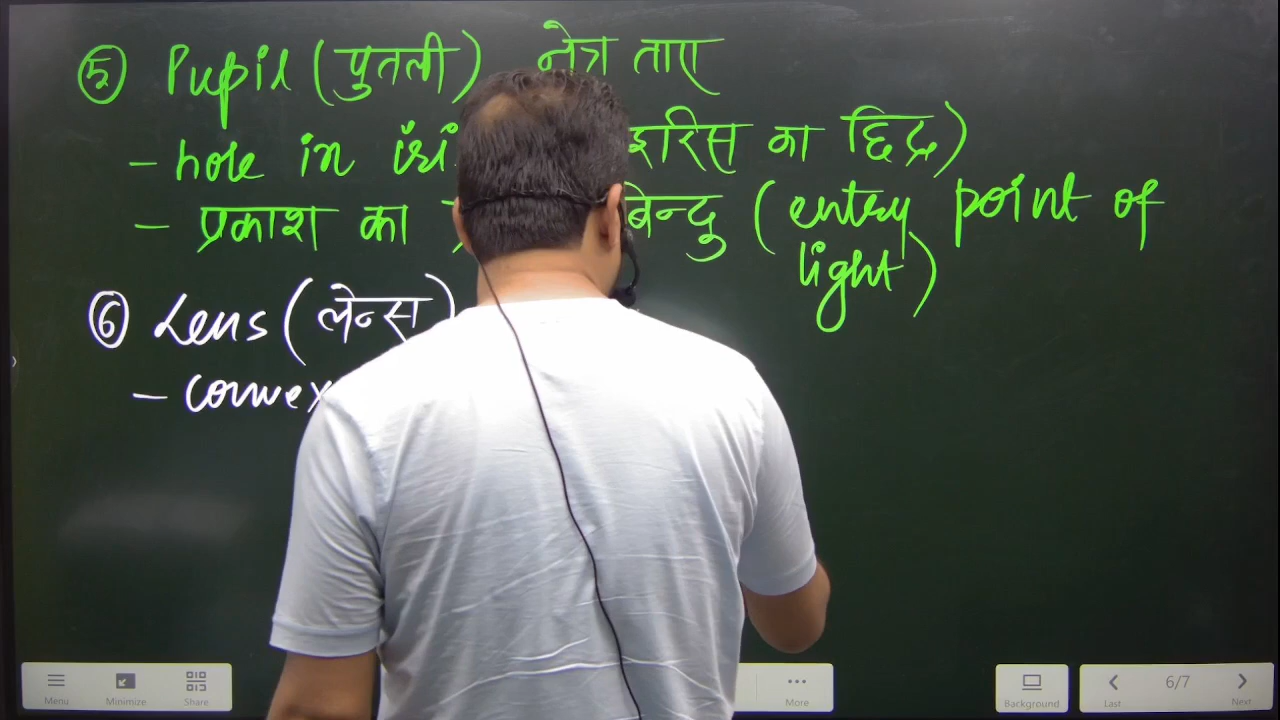 ⑤ Pupil (पुतली) नेत्र तारा
- hole in iri इरिस का छिद्र)
- प्रकाश का बिन्दु (entry point of
light)
⑥ Lens (लेन्स)
- convex
Menu Minimize Share More Background Last 6/7 Next